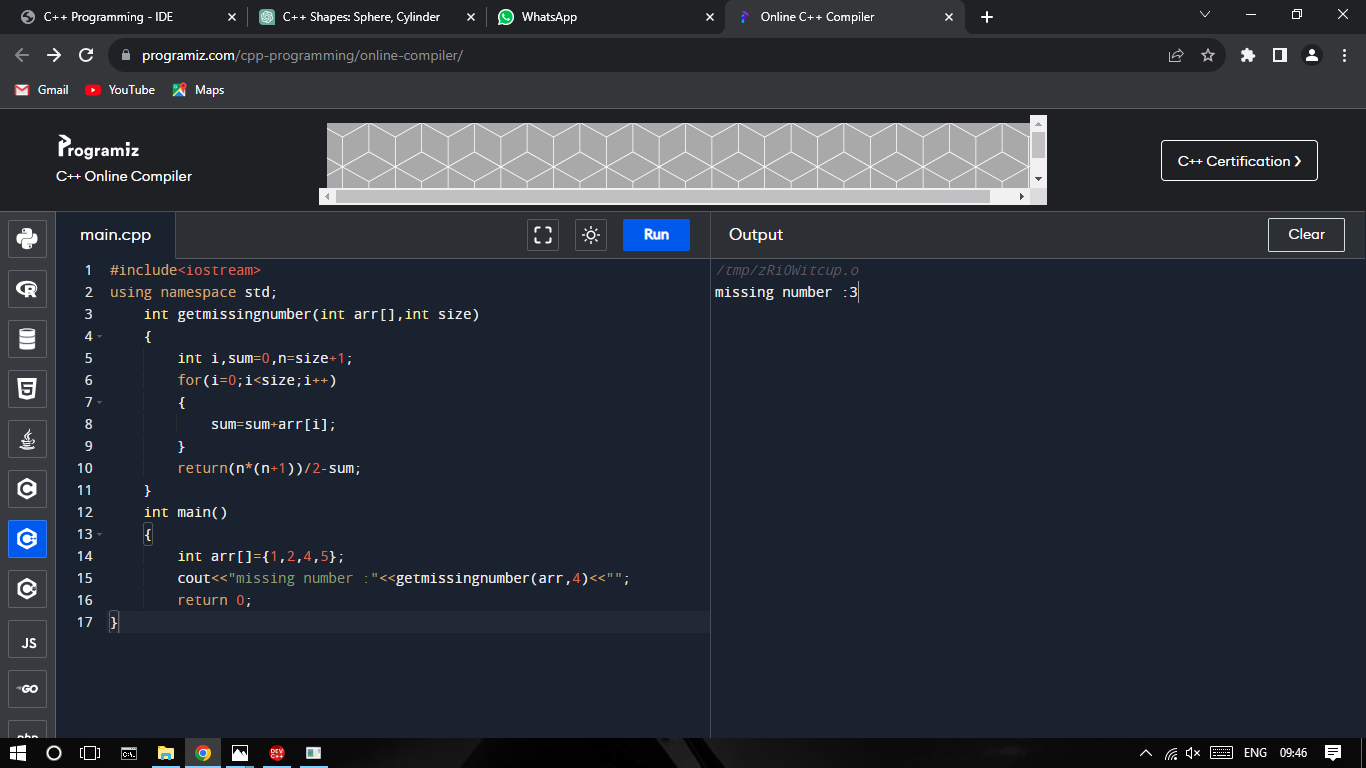 C++ Programming - IDE
C++ Shapes: Sphere, Cylinder
WhatsApp
Online C++ Compiler
programiz.com/cpp-programming/online-compiler/
Gmail
YouTube
Maps
Programiz
C++ Online Compiler
C++ Certification
main.cpp
Run
Output
Clear
1 #include<iostream>
2 using namespace std;
3 int getmissingnumber(int arr[],int size)
4 {
5 int i,sum=0,n=size+1;
6 for(i=0;i<size;i++)
7 {
8 sum=sum+arr[i];
9 }
10 return(n*(n+1))/2-sum;
11 }
12 int main()
13 {
14 int arr[]={1,2,4,5};
15 cout<<"missing number :"<<getmissingnumber(arr,4)<<"";
16 return 0;
17 }
/tmp/zRiOWitcup.o
missing number :3
R
5
C
C
C
JS
GO
php
DEV
C++
ENG
09:46